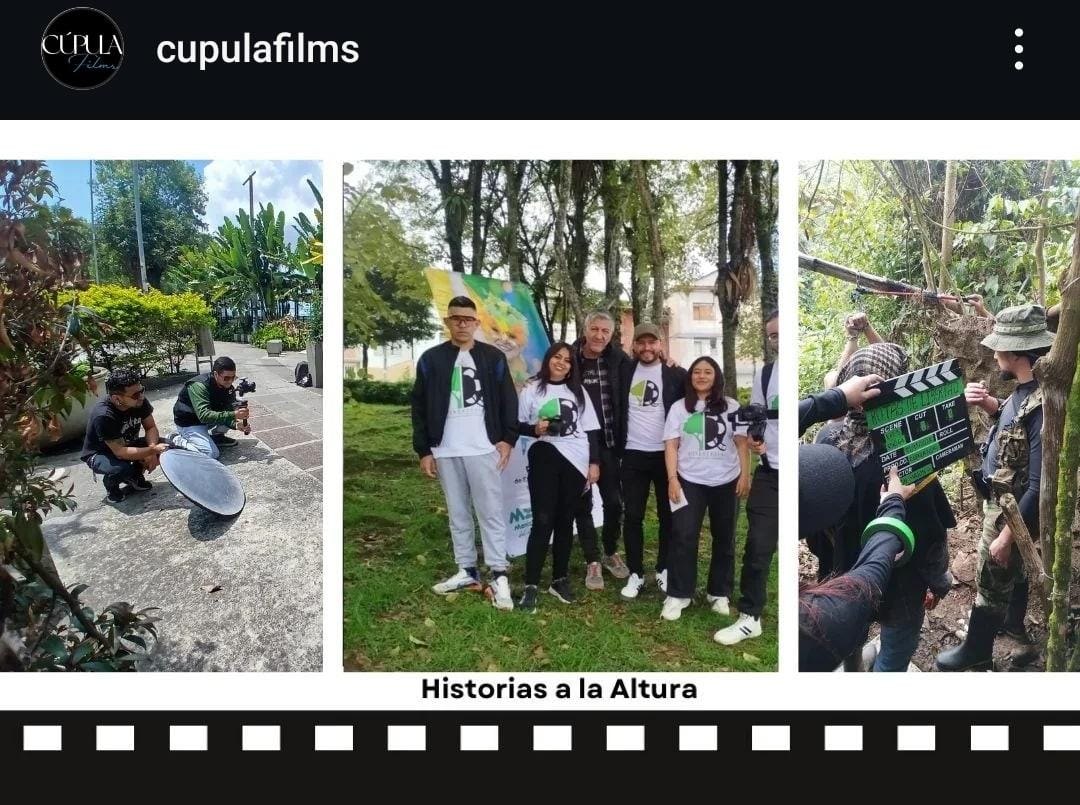 CÚPULA
Films
cupulafilms
SCENE
CUT
TAKE
DATE
ROLL
CAMERAMAN
Historias a la Altura